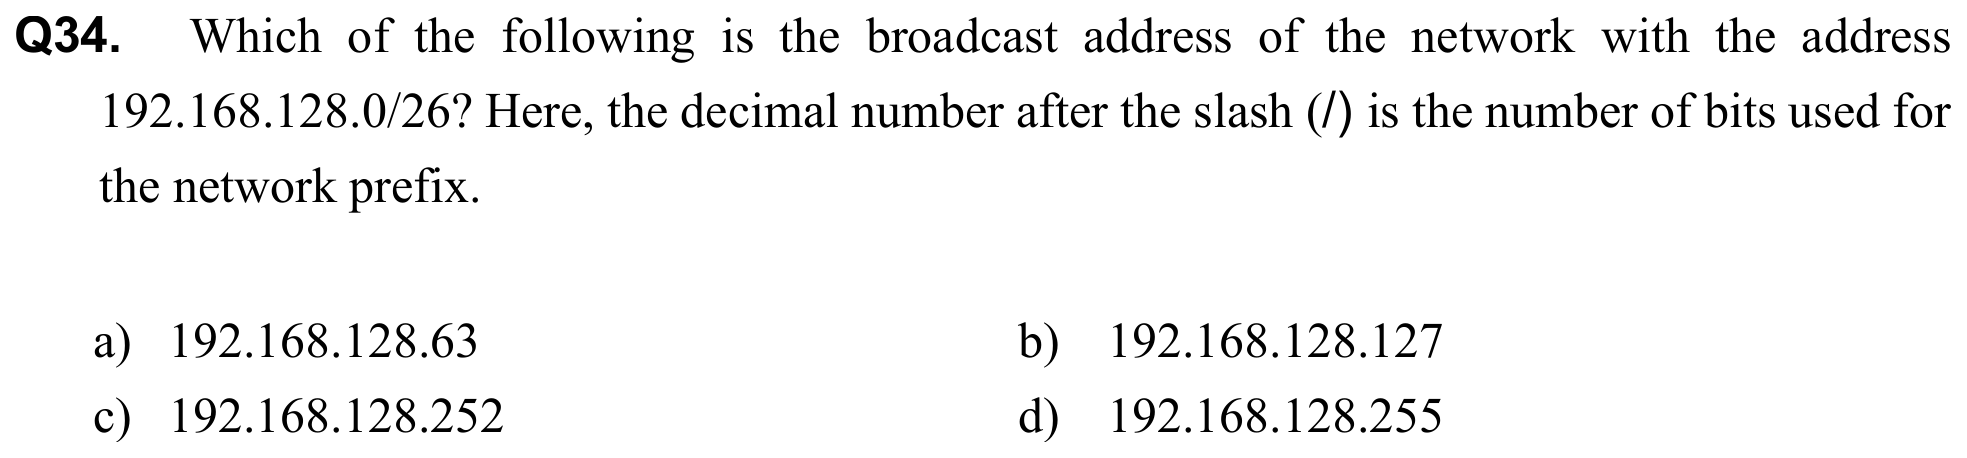 Q34. Which of the following is the broadcast address of the network with the address
192.168.128.0/26? Here, the decimal number after the slash (/) is the number of bits used for
the network prefix.
a) 192.168.128.63 b) 192.168.128.127
c) 192.168.128.252 d) 192.168.128.255